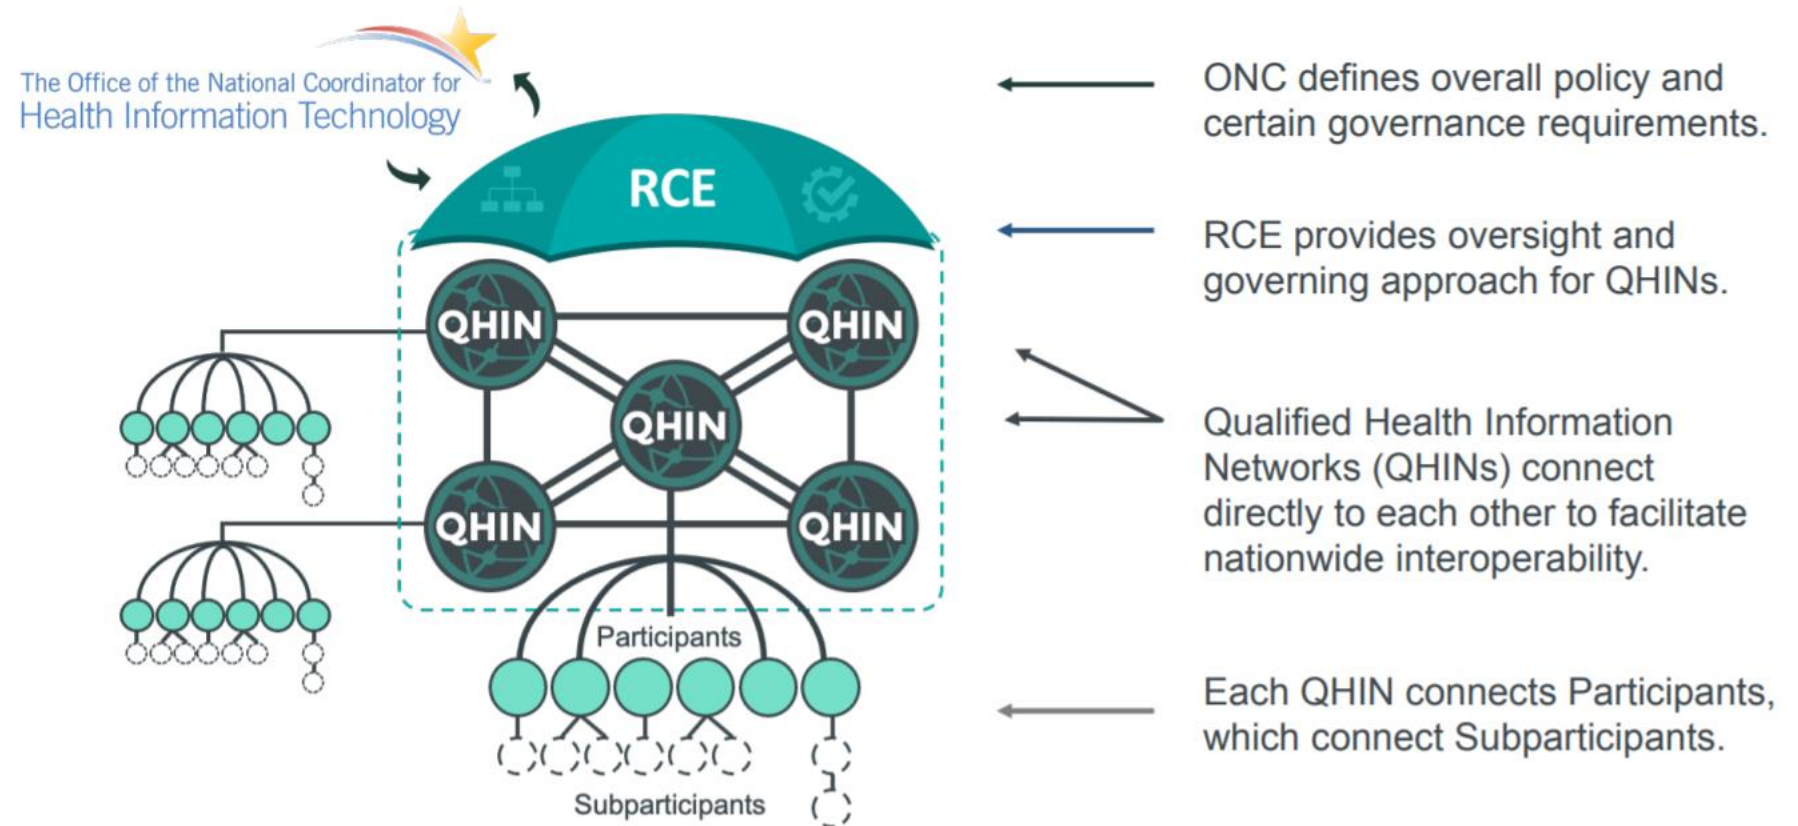 The Office of the National Coordinator for
Health Information Technology
RCE
QHIN
QHIN
QHIN
QHIN
QHIN
Participants
Subparticipants
ONC defines overall policy and
certain governance requirements.
RCE provides oversight and
governing approach for QHINs.
Qualified Health Information
Networks (QHINs) connect
directly to each other to facilitate
nationwide interoperability.
Each QHIN connects Participants,
which connect Subparticipants.